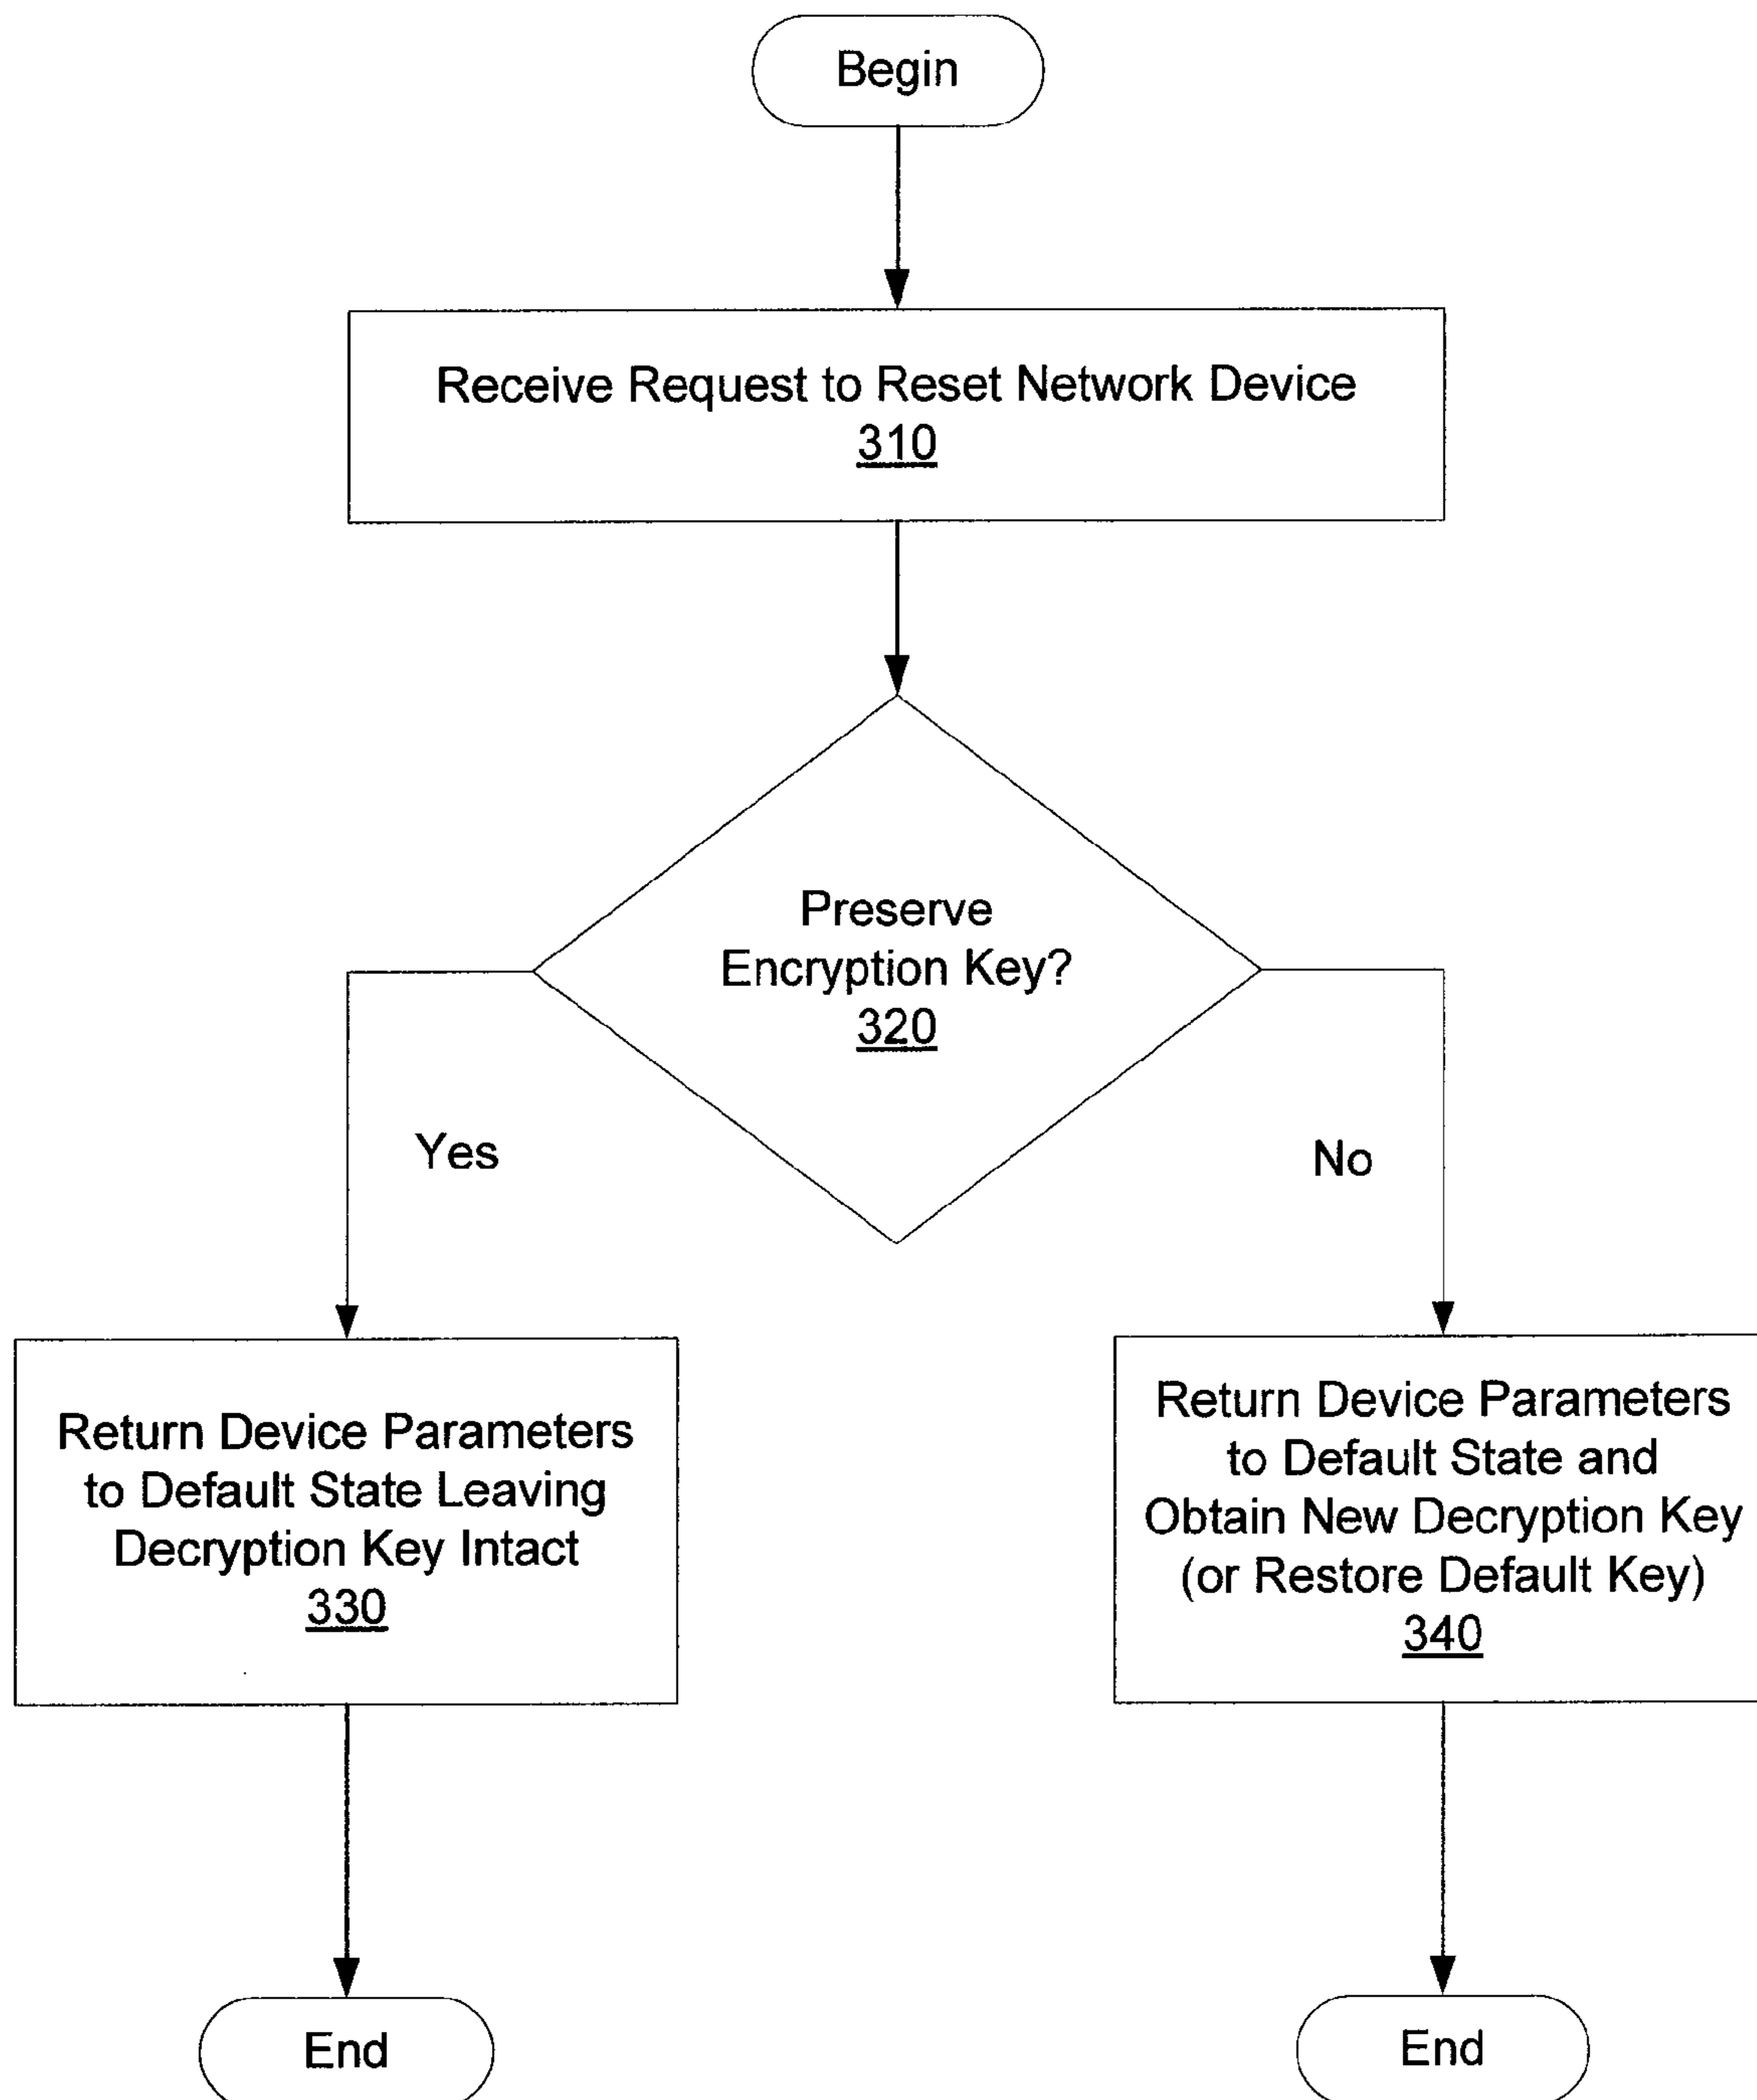 Begin
Receive Request to Reset Network Device
310
Preserve
Encryption Key?
320
Yes
No
Return Device Parameters
to Default State Leaving
Decryption Key Intact
330
Return Device Parameters
to Default State and
Obtain New Decryption Key
(or Restore Default Key)
340
End
End